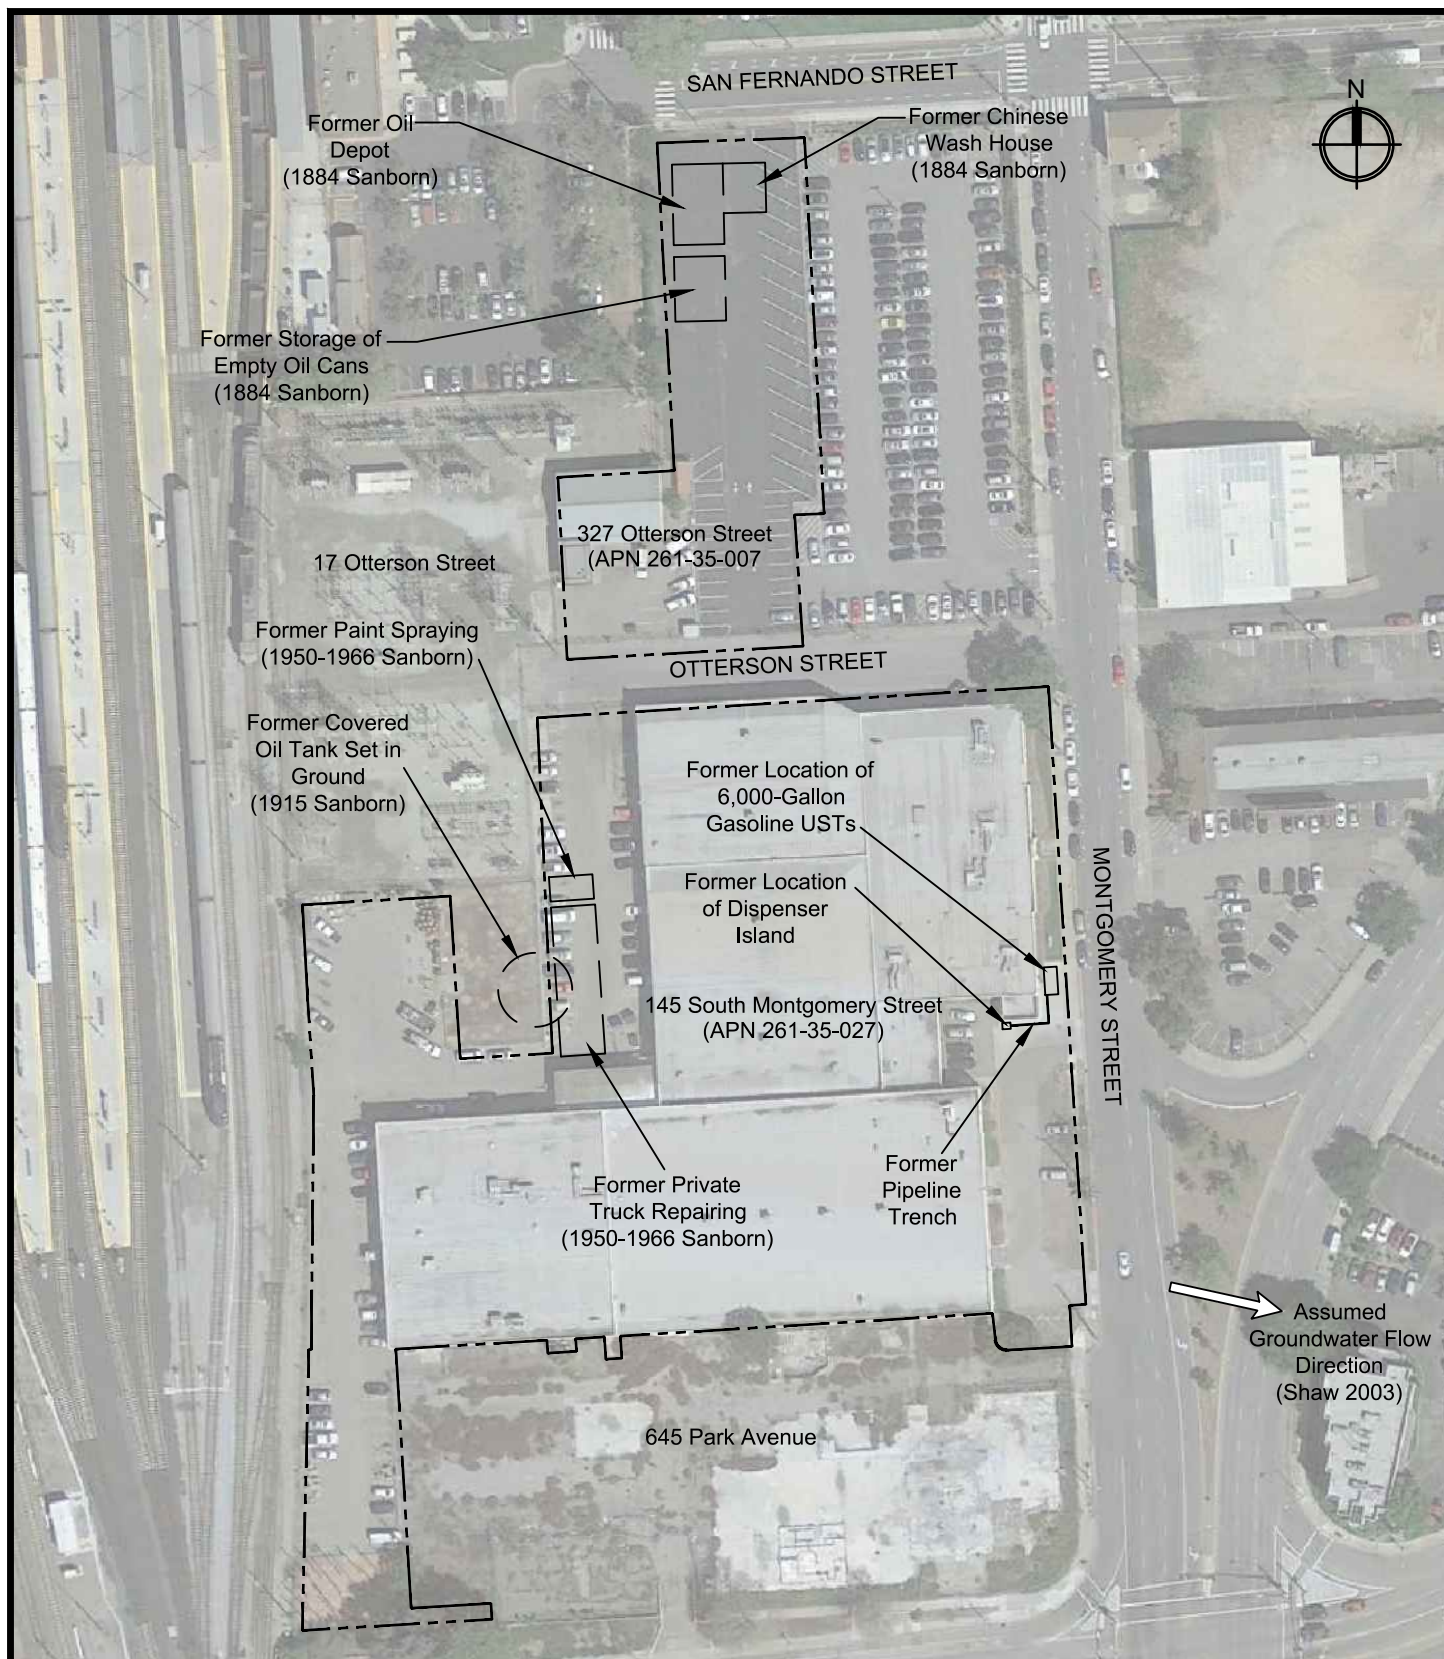 SAN FERNANDO STREET
N
Former Oil
Depot
(1884 Sanborn)
Former Chinese
Wash House
(1884 Sanborn)
Former Storage of
Empty Oil Cans
(1884 Sanborn)
327 Otterson Street
(APN 261-35-007
17 Otterson Street
Former Paint Spraying
(1950-1966 Sanborn)
OTTERSON STREET
Former Covered
Oil Tank Set in
Ground
(1915 Sanborn)
Former Location of
6,000-Gallon
Gasoline USTs
Former Location
of Dispenser
Island
MONTGOMERY STREET
145 South Montgomery Street
(APN 261-35-027)
Former Private
Truck Repairing
(1950-1966 Sanborn)
Former
Pipeline
Trench
Assumed
Groundwater Flow
Direction
(Shaw 2003)
645 Park Avenue